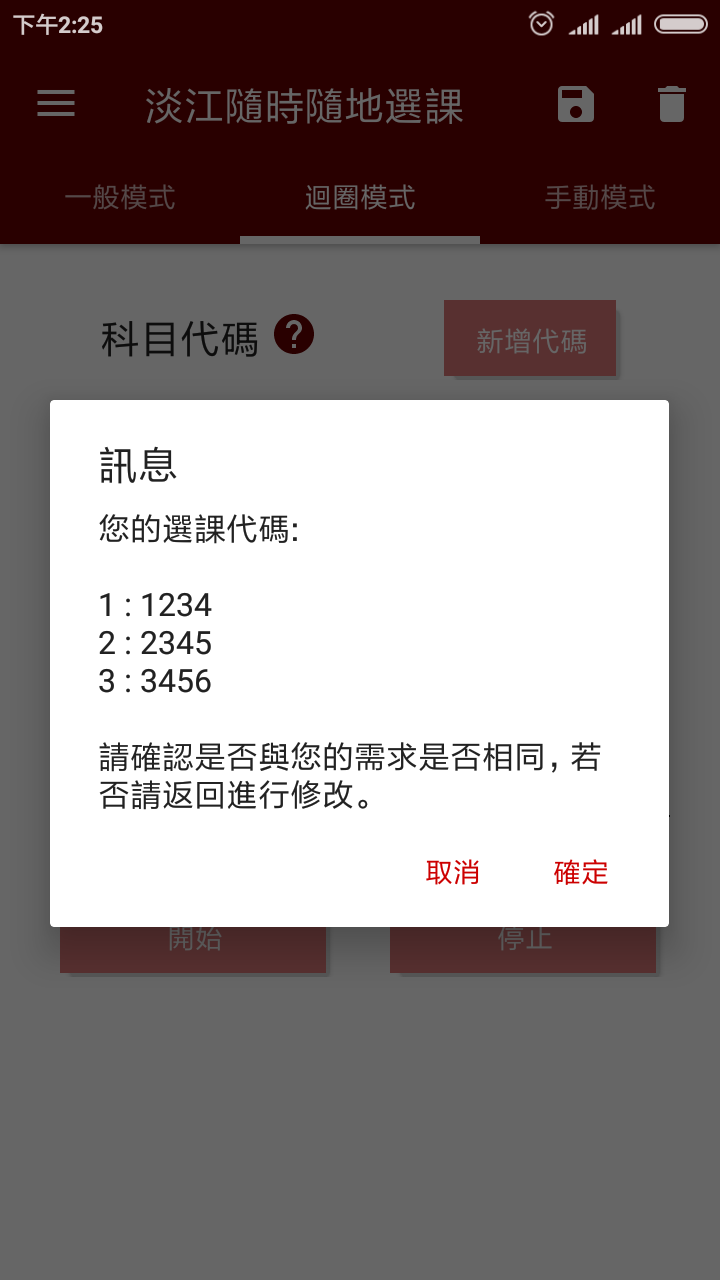 下午2:25
淡江隨時隨地選課
一般模式
迴圈模式
手動模式
科目代碼 ?
新增代碼
訊息
您的選課代碼:
1 : 1234
2 : 2345
3 : 3456
請確認是否與您的需求是否相同, 若
否請返回進行修改。
取消
確定
開始
停止